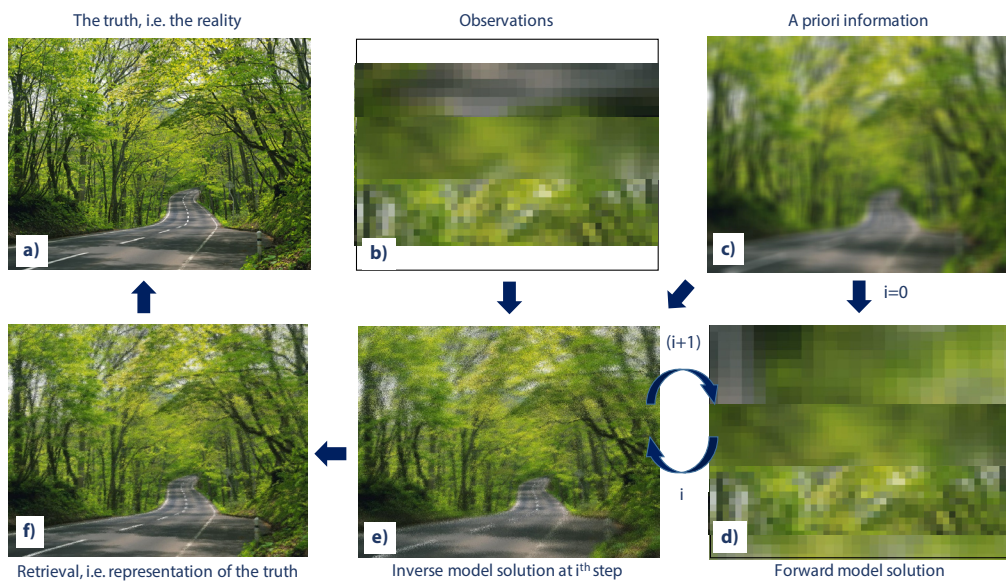 The truth, i.e. the reality
Observations
A priori information
a)
b)
c)
i=0
(i+1)
i
f)
e)
d)
Retrieval, i.e. representation of the truth
Inverse model solution at iᵗʰ step
Forward model solution